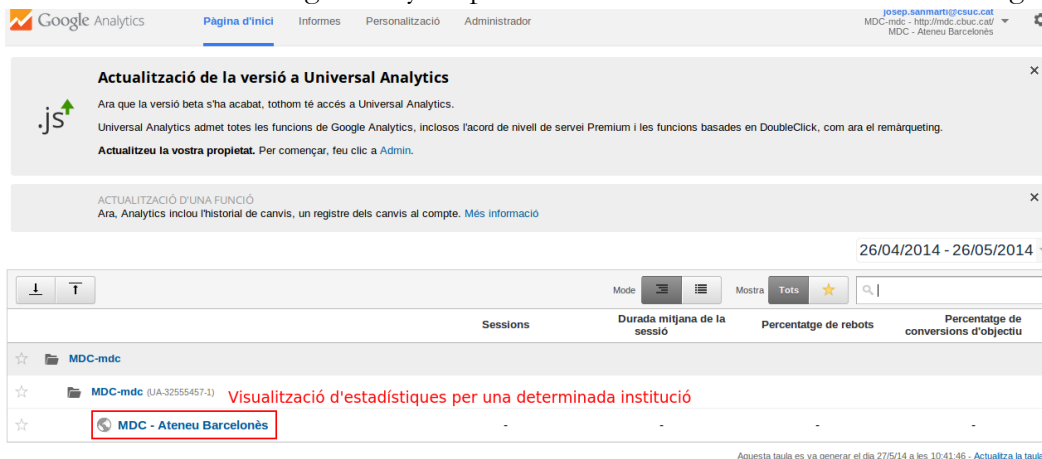 josep.sanmarti@csuc.cat
Google Analytics Pàgina d'inici Informes Personalització Administrador MDC-mdc - http://mdc.cbuc.cat/
MDC - Ateneu Barcelonès
Actualització de la versió a Universal Analytics
Ara que la versió beta s'ha acabat, tothom té accés a Universal Analytics.
.js
Universal Analytics admet totes les funcions de Google Analytics, inclosos l'acord de nivell de servei Premium i les funcions basades en DoubleClick, com ara el remàrqueting.
Actualitzeu la vostra propietat. Per començar, feu clic a Admin.
ACTUALITZACIÓ D'UNA FUNCIÓ
Ara, Analytics inclou l'historial de canvis, un registre dels canvis al compte. Més informació
26/04/2014 - 26/05/2014
Mode Mostra Tots
Sessions Durada mitjana de la sessió Percentatge de rebots Percentatge de conversions d'objectiu
MDC-mdc
MDC-mdc (UA-32555457-1) Visualització d'estadístiques per una determinada institució
MDC - Ateneu Barcelonès - - - -
Aquesta taula es va generar el dia 27/5/14 a les 10:41:46 - Actualitza la taula